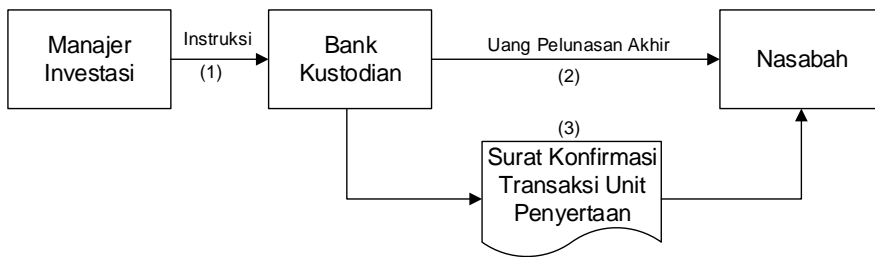 Manajer
Investasi
Instruksi
(1)
Bank
Kustodian
Uang Pelunasan Akhir
(2)
Nasabah
(3)
Surat Konfirmasi
Transaksi Unit
Penyertaan